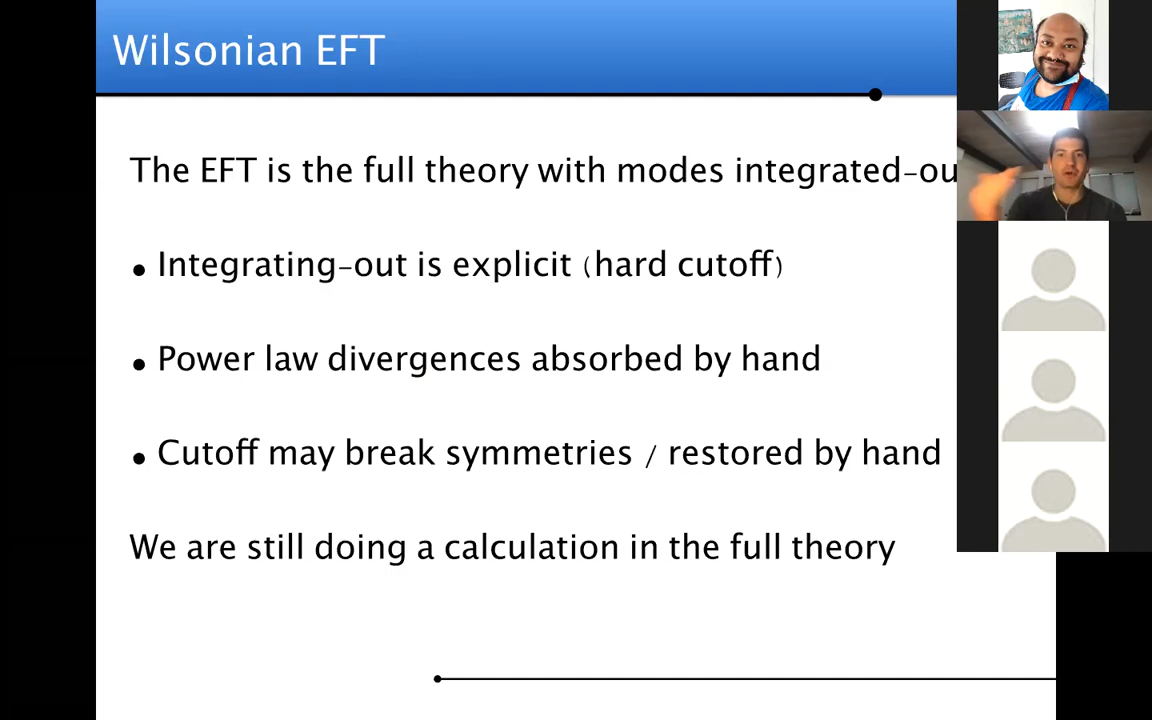 Wilsonian EFT
The EFT is the full theory with modes integrated-ou
• Integrating-out is explicit (hard cutoff)
• Power law divergences absorbed by hand
• Cutoff may break symmetries / restored by hand
We are still doing a calculation in the full theory